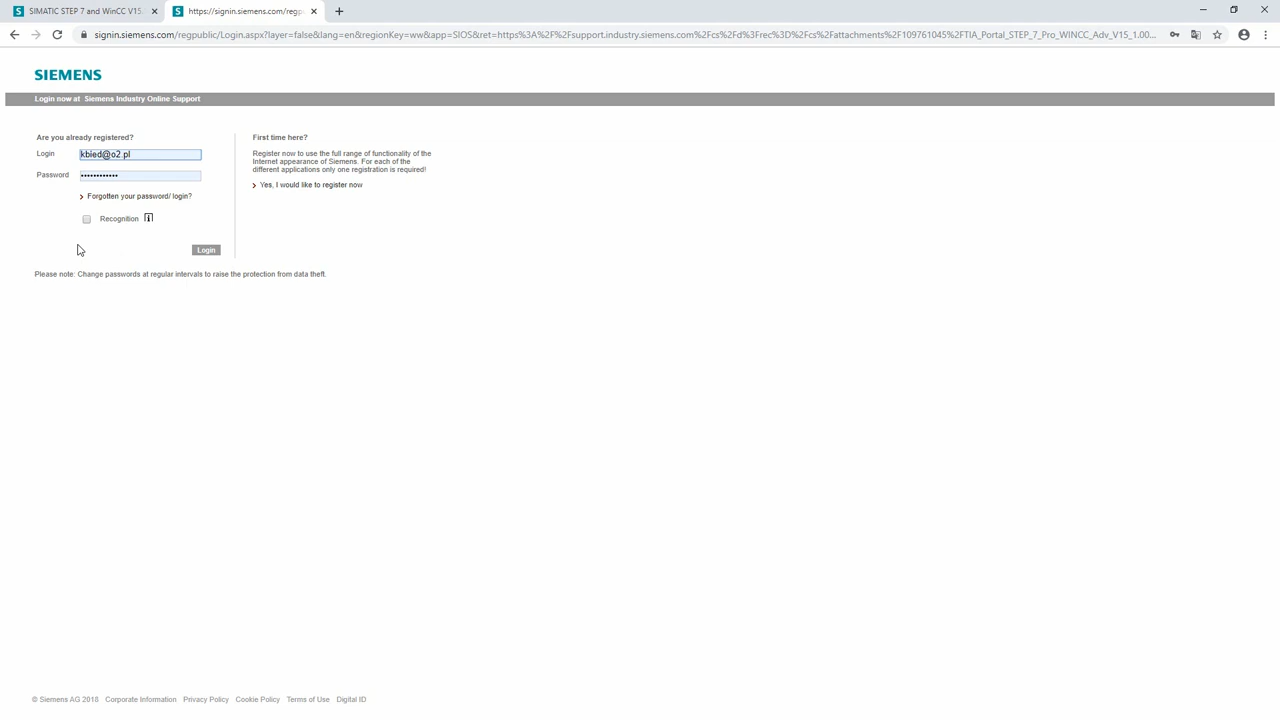 SIMATIC STEP 7 and WinCC V15.
https://signin.siemens.com/regp
signin.siemens.com/regpublic/Login.aspx?layer=false&lang=en&regionKey=ww&app=SIOS&ret=https%3A%2F%2Fsupport.industry.siemens.com%2Fcs%2Fd%3Frec%3D%2Fcs%2Fattachments%2F109761045%2FTIA_Portal_STEP_7_Pro_WINCC_Adv_V15_1.00...
SIEMENS
Login now at Siemens Industry Online Support
Are you already registered?
Login
kbied@o2.pl
Password
••••••••••••
Forgotten your password/ login?
Recognition
Login
First time here?
Register now to use the full range of functionality of the
Internet appearance of Siemens. For each of the
different applications only one registration is required!
Yes, I would like to register now
Please note: Change passwords at regular intervals to raise the protection from data theft.
© Siemens AG 2018 Corporate Information Privacy Policy Cookie Policy Terms of Use Digital ID